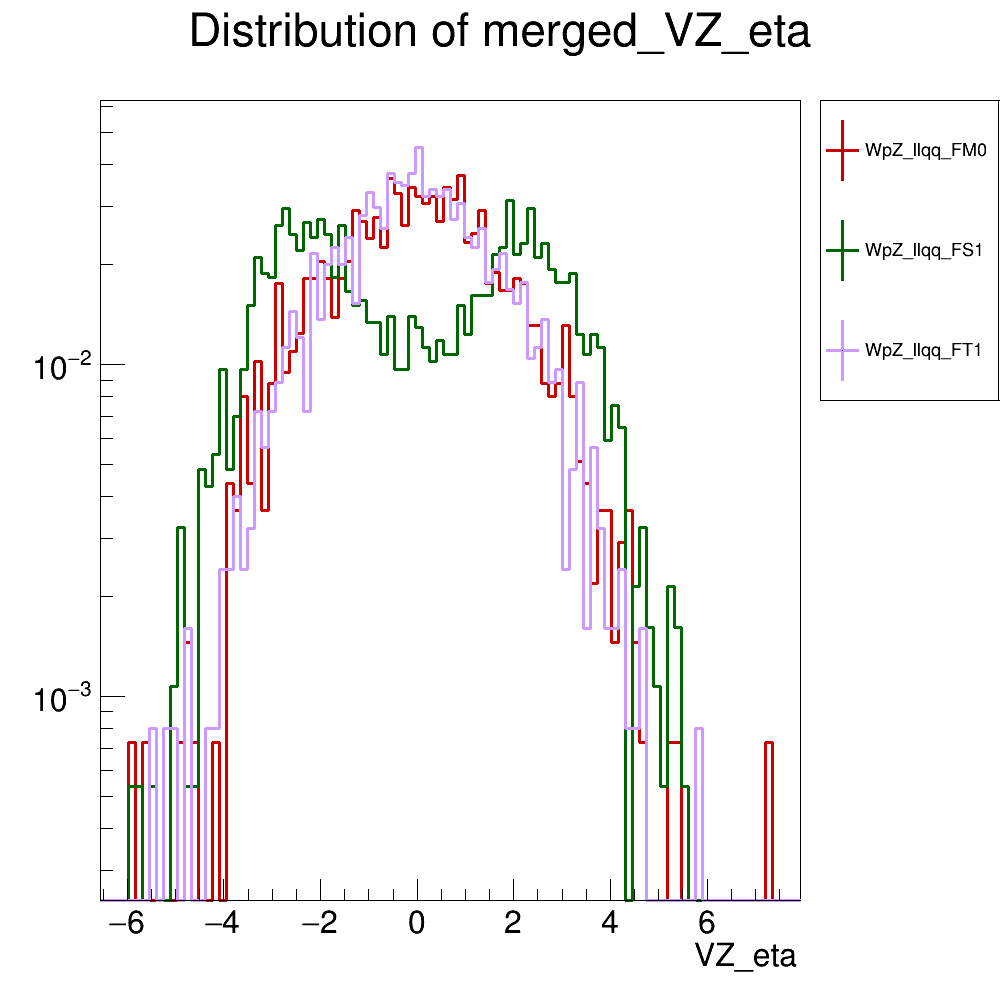 Distribution of merged_VZ_eta
WpZ_llqq_FM0
WpZ_llqq_FS1
WpZ_llqq_FT1
10−2
10−3
−6 −4 −2 0 2 4 6
VZ_eta